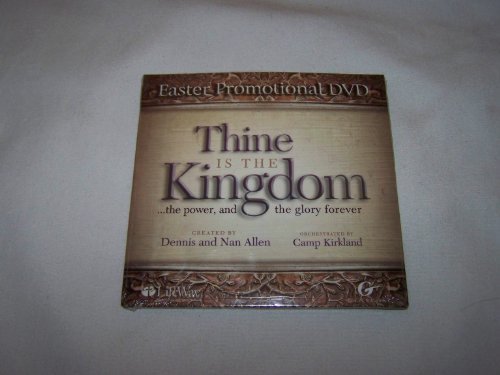 Easter Promotional DVD
Thine
IS THE
Kingdom
...the power, and the glory forever
CREATED BY
Dennis and Nan Allen
ORCHESTRATED BY
Camp Kirkland
LifeWay